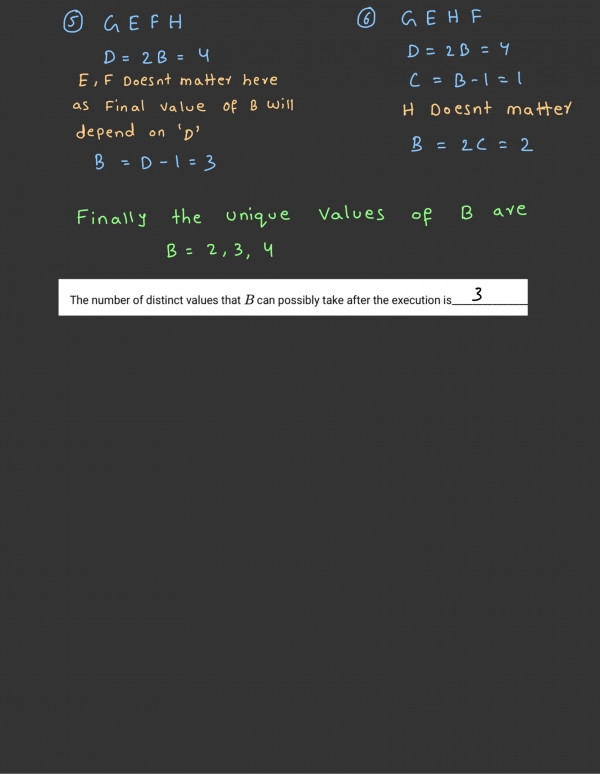 ⑤ G E F H
D = 2B = 4
E, F Doesnt matter here
as Final value of B will
depend on 'D'
B = D - 1 = 3
⑥ G E H F
D = 2B = 4
C = B - 1 = 1
H Doesnt matter
B = 2C = 2
Finally the unique values of B are
B = 2, 3, 4
The number of distinct values that B can possibly take after the execution is 3